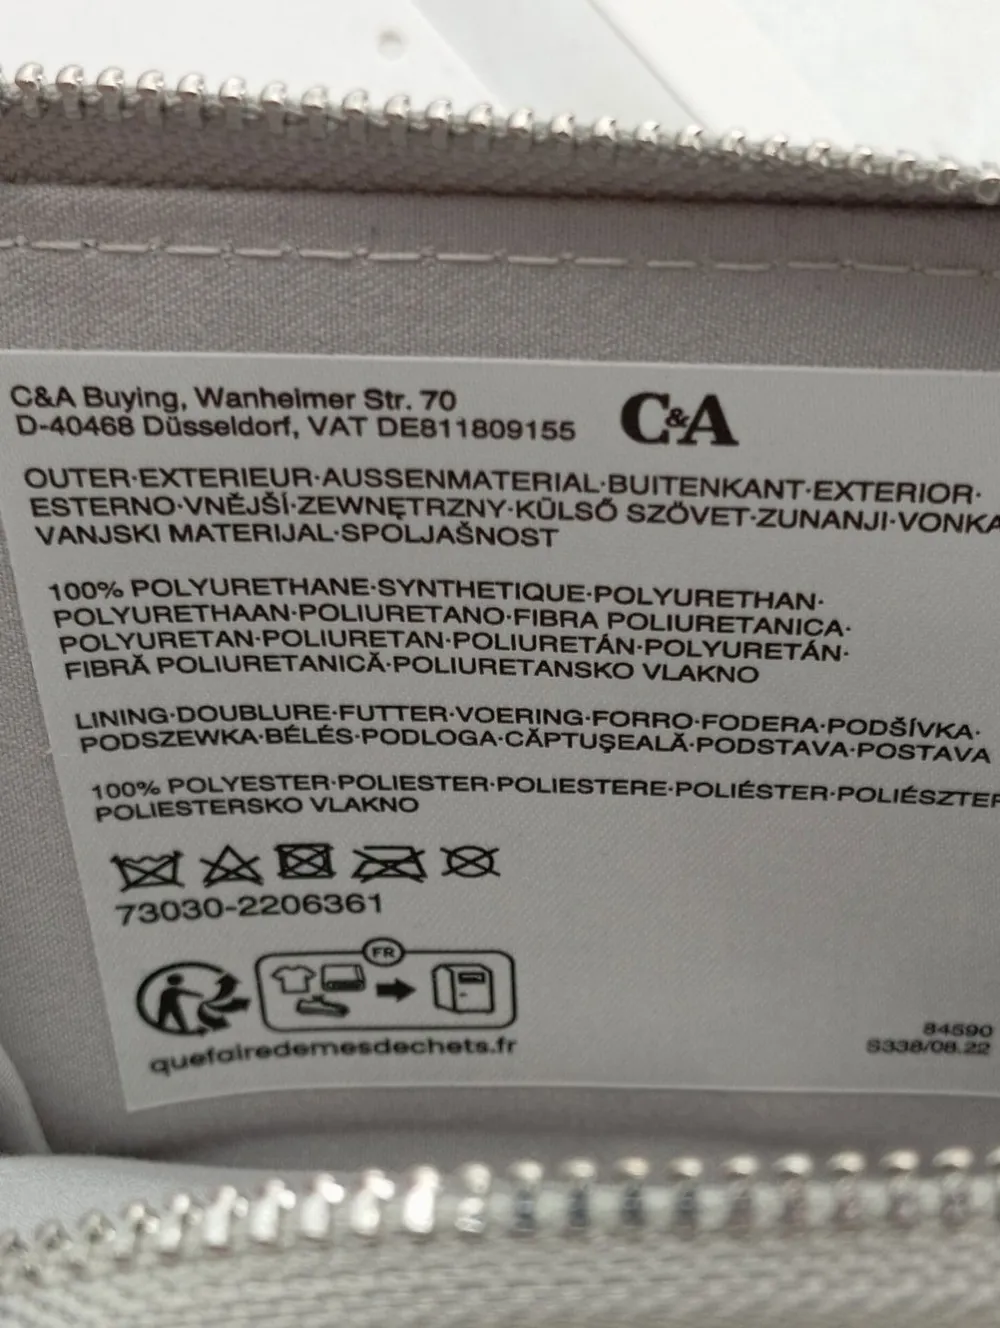 C&A Buying, Wanheimer Str. 70
D-40468 Düsseldorf, VAT DE811809155
C&A
OUTER·EXTERIEUR·AUSSENMATERIAL·BUITENKANT·EXTERIOR·
ESTERNO·VNĚJŠÍ·ZEWNĘTRZNY·KÜLSŐ SZÖVET·ZUNANJI·VONKA
VANJSKI MATERIJAL·SPOLJAŠNOST
100% POLYURETHANE·SYNTHETIQUE·POLYURETHAN·
POLYURETHAAN·POLIURETANO·FIBRA POLIURETANICA·
POLYURETAN·POLIURETAN·POLIURETÁN·POLYURETÁN·
FIBRĂ POLIURETANICĂ·POLIURETANSKO VLAKNO
LINING·DOUBLURE·FUTTER·VOERING·FORRO·FODERA·PODŠÍVKA·
PODSZEWKA·BÉLÉS·PODLOGA·CĂPTUŞEALĂ·PODSTAVA·POSTAVA
100% POLYESTER·POLIESTER·POLIESTERE·POLIÉSTER·POLIÉSZTER
POLIESTERSKO VLAKNO
73030-2206361
FR
quefairedemesdechets.fr
84590
S338/08.22